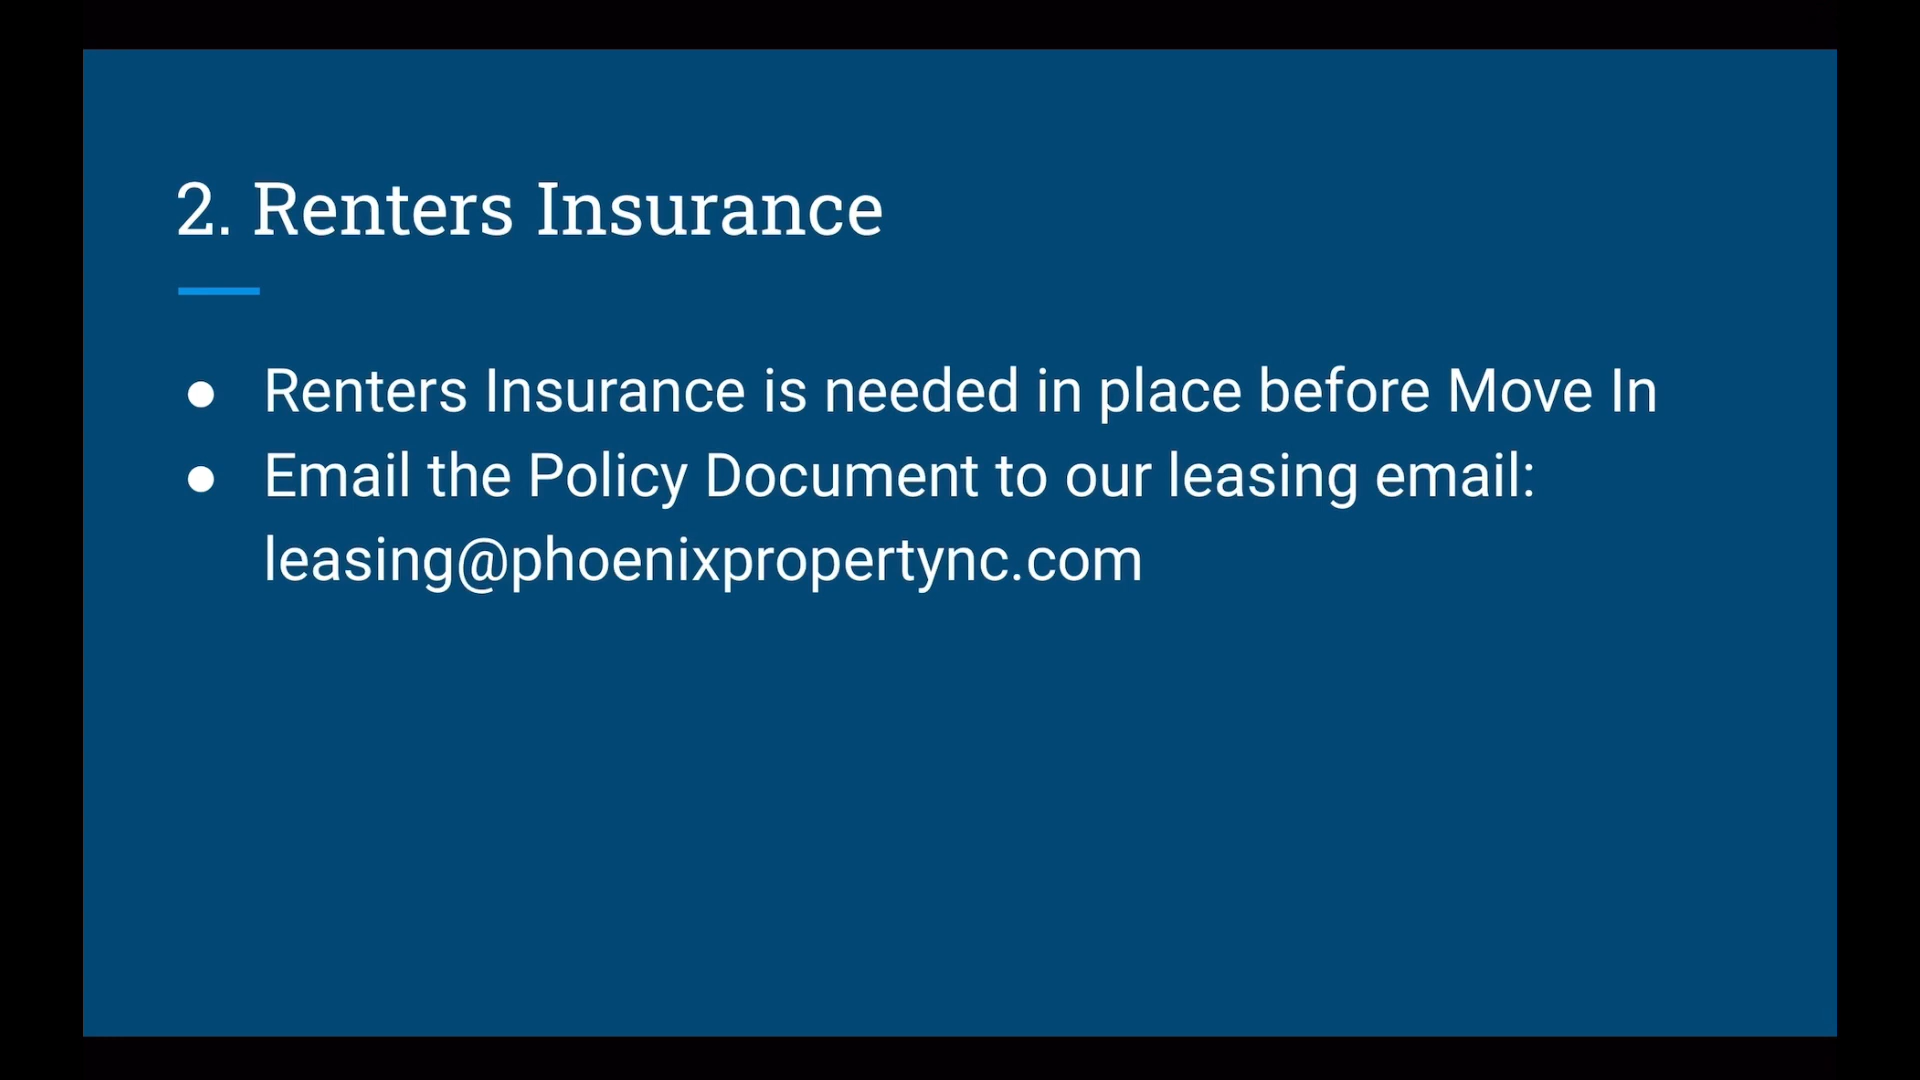 2. Renters Insurance
● Renters Insurance is needed in place before Move In
● Email the Policy Document to our leasing email:
leasing@phoenixpropertync.com